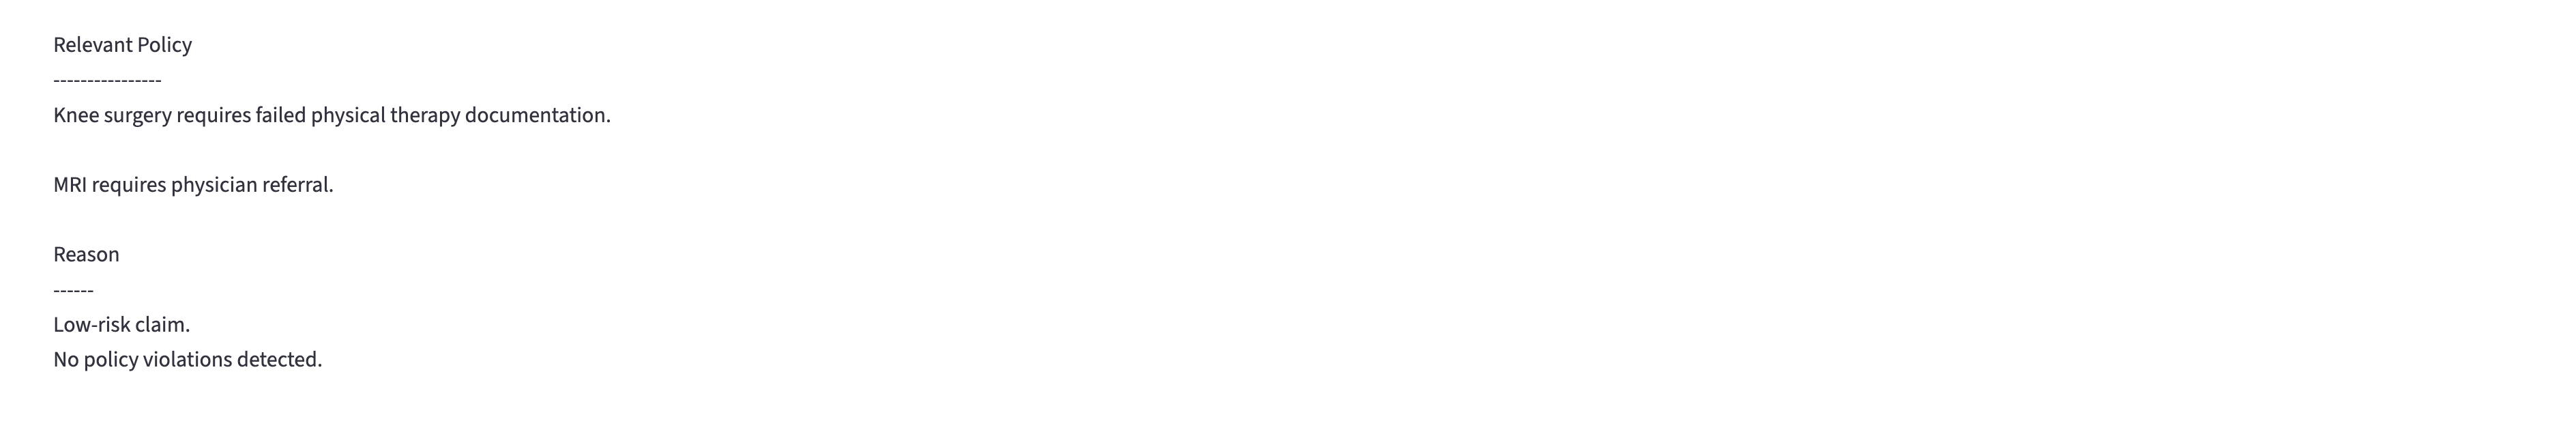 Relevant Policy
----------------
Knee surgery requires failed physical therapy documentation.
MRI requires physician referral.
Reason
------
Low-risk claim.
No policy violations detected.